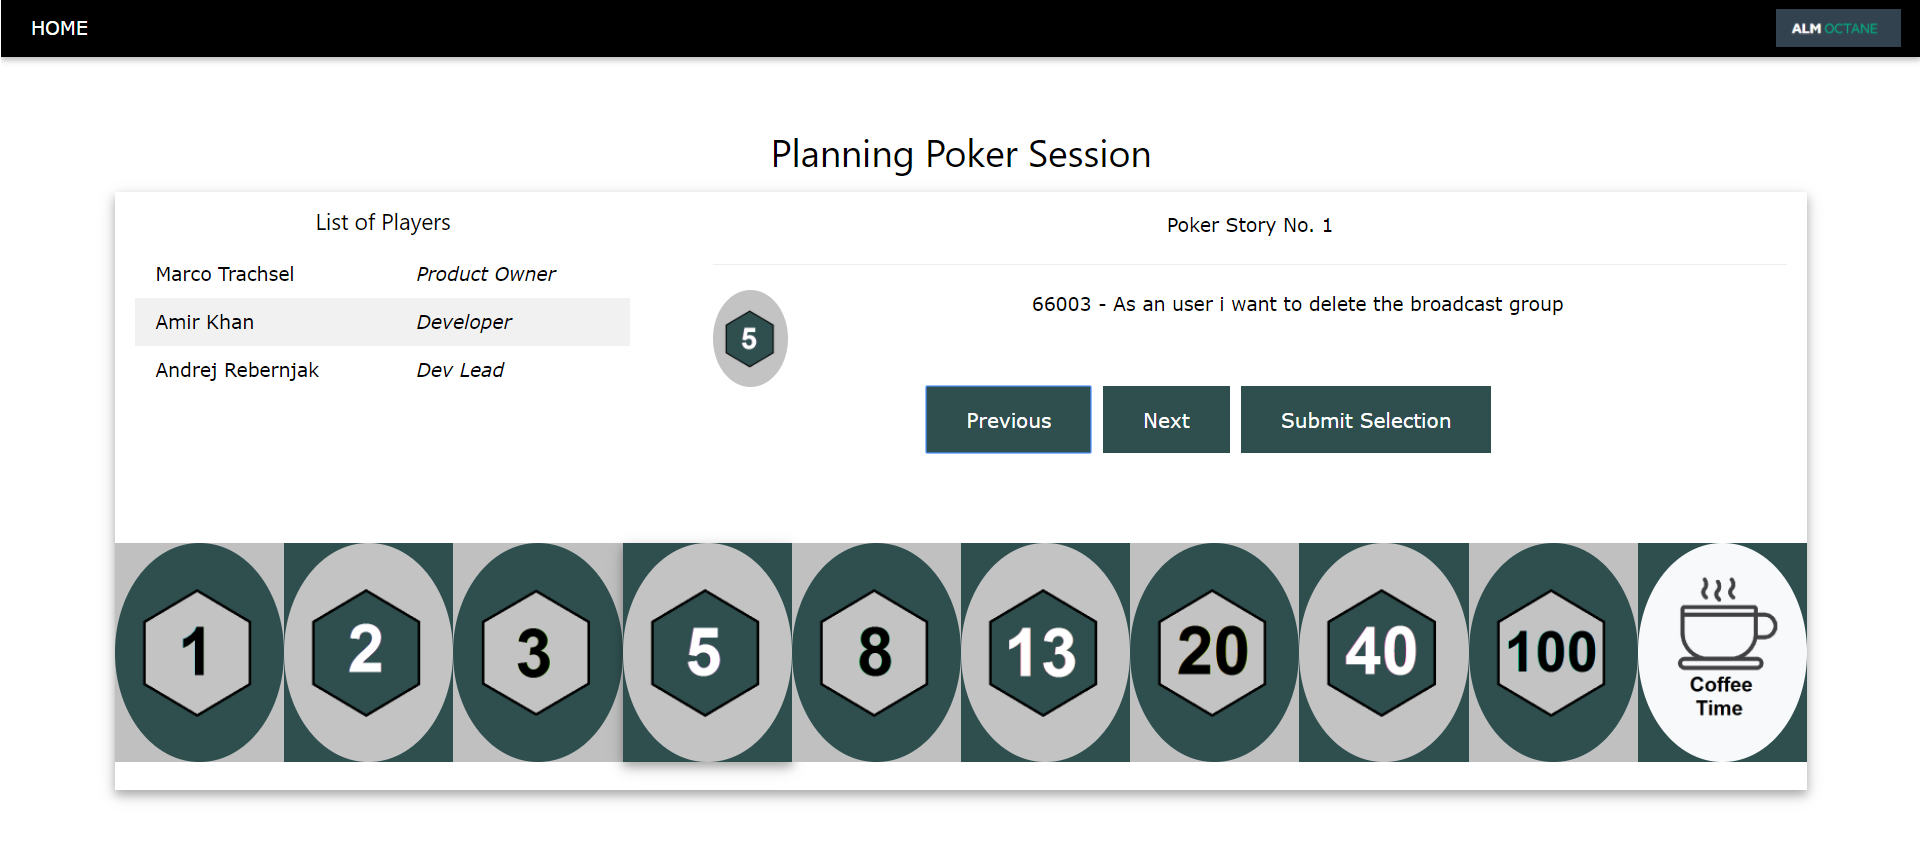 HOME
ALM OCTANE
Planning Poker Session
List of Players
Marco Trachsel Product Owner
Amir Khan Developer
Andrej Rebernjak Dev Lead
Poker Story No. 1
66003 - As an user i want to delete the broadcast group
5
Previous Next Submit Selection
1 2 3 5 8 13 20 40 100
Coffee
Time